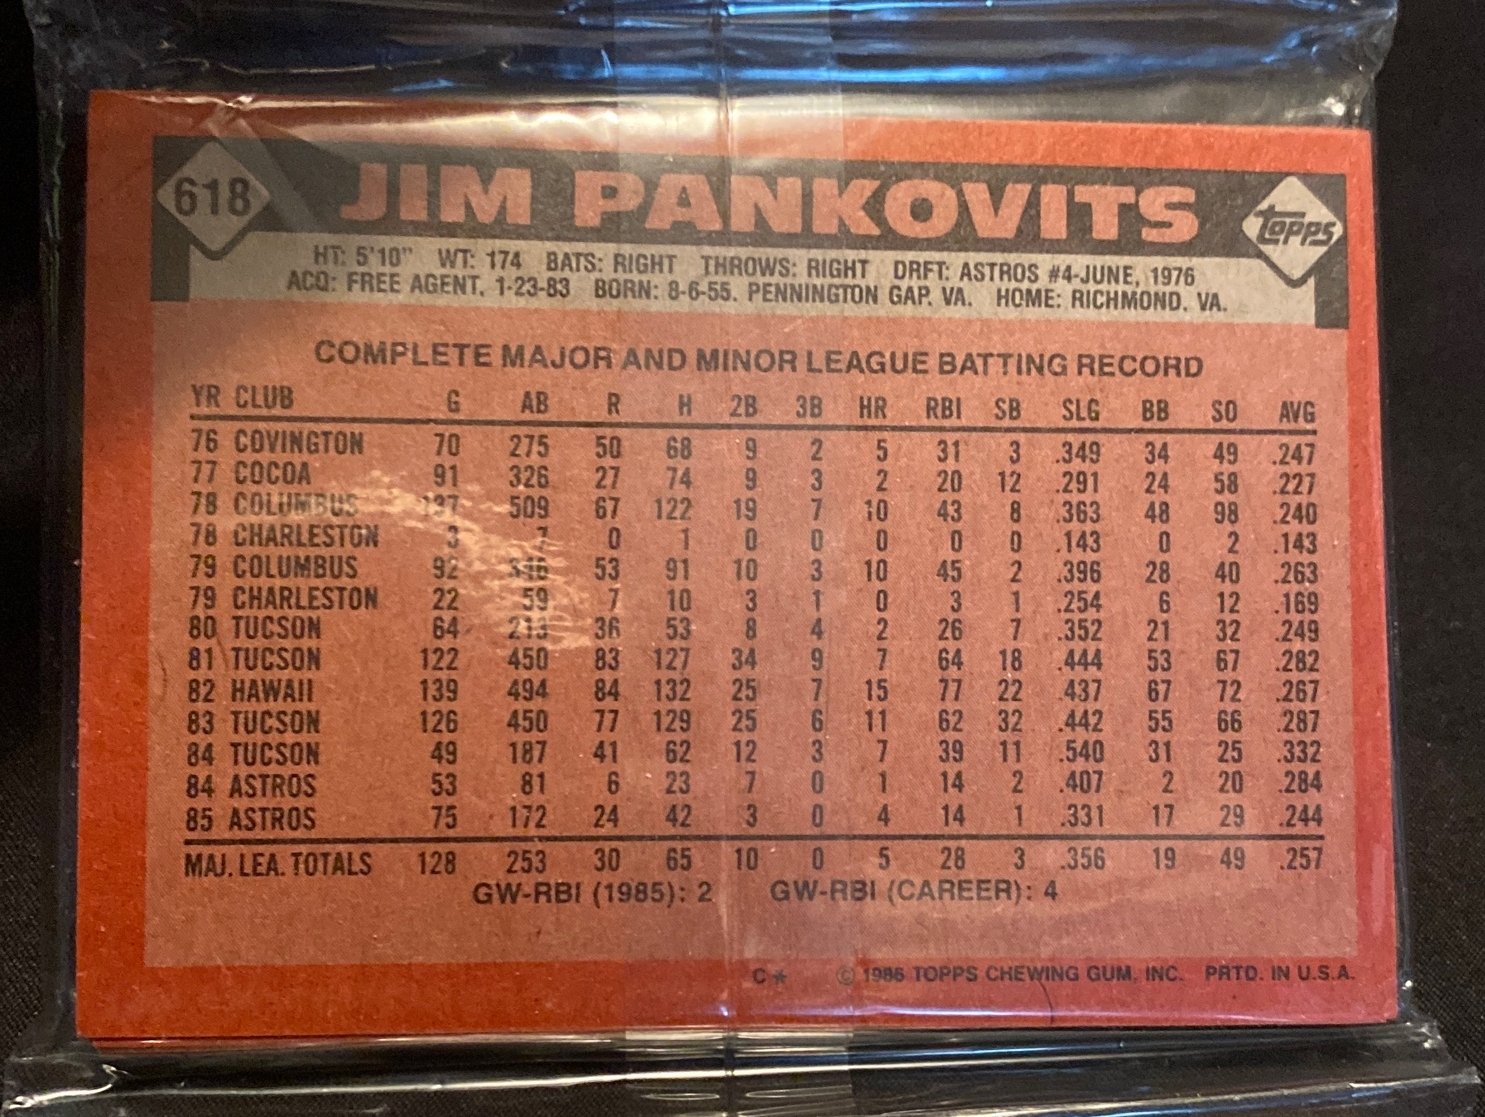 618 JIM PANKOVITS Topps
HT: 5'10" WT: 174 BATS: RIGHT THROWS: RIGHT DRFT: ASTROS #4-JUNE, 1976
ACQ: FREE AGENT, 1-23-83 BORN: 8-6-55, PENNINGTON GAP, VA. HOME: RICHMOND, VA.
COMPLETE MAJOR AND MINOR LEAGUE BATTING RECORD
YR CLUB G AB R H 2B 3B HR RBI SB SLG BB SO AVG
76 COVINGTON 70 275 50 68 9 2 5 31 3 .349 34 49 .247
77 COCOA 91 326 27 74 9 3 2 20 12 .291 24 58 .227
78 COLUMBUS 137 509 67 122 19 7 10 43 8 .363 48 98 .240
78 CHARLESTON 3 7 0 1 0 0 0 0 0 .143 0 2 .143
79 COLUMBUS 92 346 53 91 10 3 10 45 2 .396 28 40 .263
79 CHARLESTON 22 59 7 10 3 1 0 3 1 .254 6 12 .169
80 TUCSON 64 213 36 53 8 4 2 26 7 .352 21 32 .249
81 TUCSON 122 450 83 127 34 9 7 64 18 .444 53 67 .282
82 HAWAII 139 494 84 132 25 7 15 77 22 .437 67 72 .267
83 TUCSON 126 450 77 129 25 6 11 62 32 .442 55 66 .287
84 TUCSON 49 187 41 62 12 3 7 39 11 .540 31 25 .332
84 ASTROS 53 81 6 23 7 0 1 14 2 .407 2 20 .284
85 ASTROS 75 172 24 42 3 0 4 14 1 .331 17 29 .244
MAJ. LEA. TOTALS 128 253 30 65 10 0 5 28 3 .356 19 49 .257
GW-RBI (1985): 2 GW-RBI (CAREER): 4
C* © 1986 TOPPS CHEWING GUM, INC. PRTD. IN U.S.A.